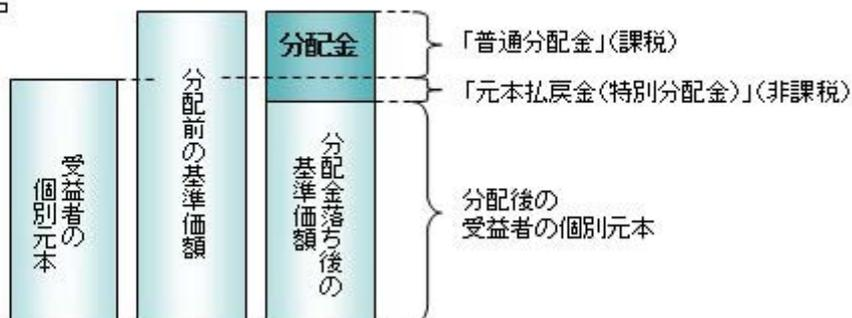 受益者の
個別元本
分配前の基準価額
分配金
分配金落ち後の
基準価額
「普通分配金」(課税)
「元本払戻金(特別分配金)」(非課税)
分配後の
受益者の個別元本